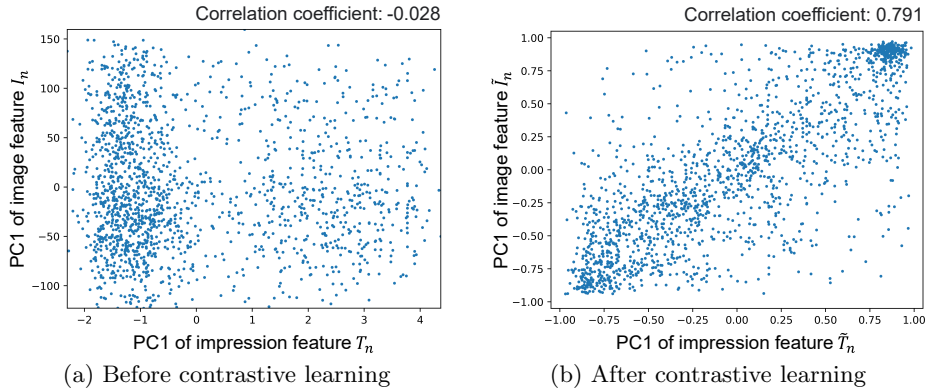 Correlation coefficient: -0.028
150
100
50
0
−50
−100
PC1 of image feature I_n
−2 −1 0 1 2 3 4
PC1 of impression feature T_n
(a) Before contrastive learning
Correlation coefficient: 0.791
1.00
0.75
0.50
0.25
0.00
−0.25
−0.50
−0.75
−1.00
PC1 of image feature Ĩ_n
−1.00 −0.75 −0.50 −0.25 0.00 0.25 0.50 0.75 1.00
PC1 of impression feature T̃_n
(b) After contrastive learning